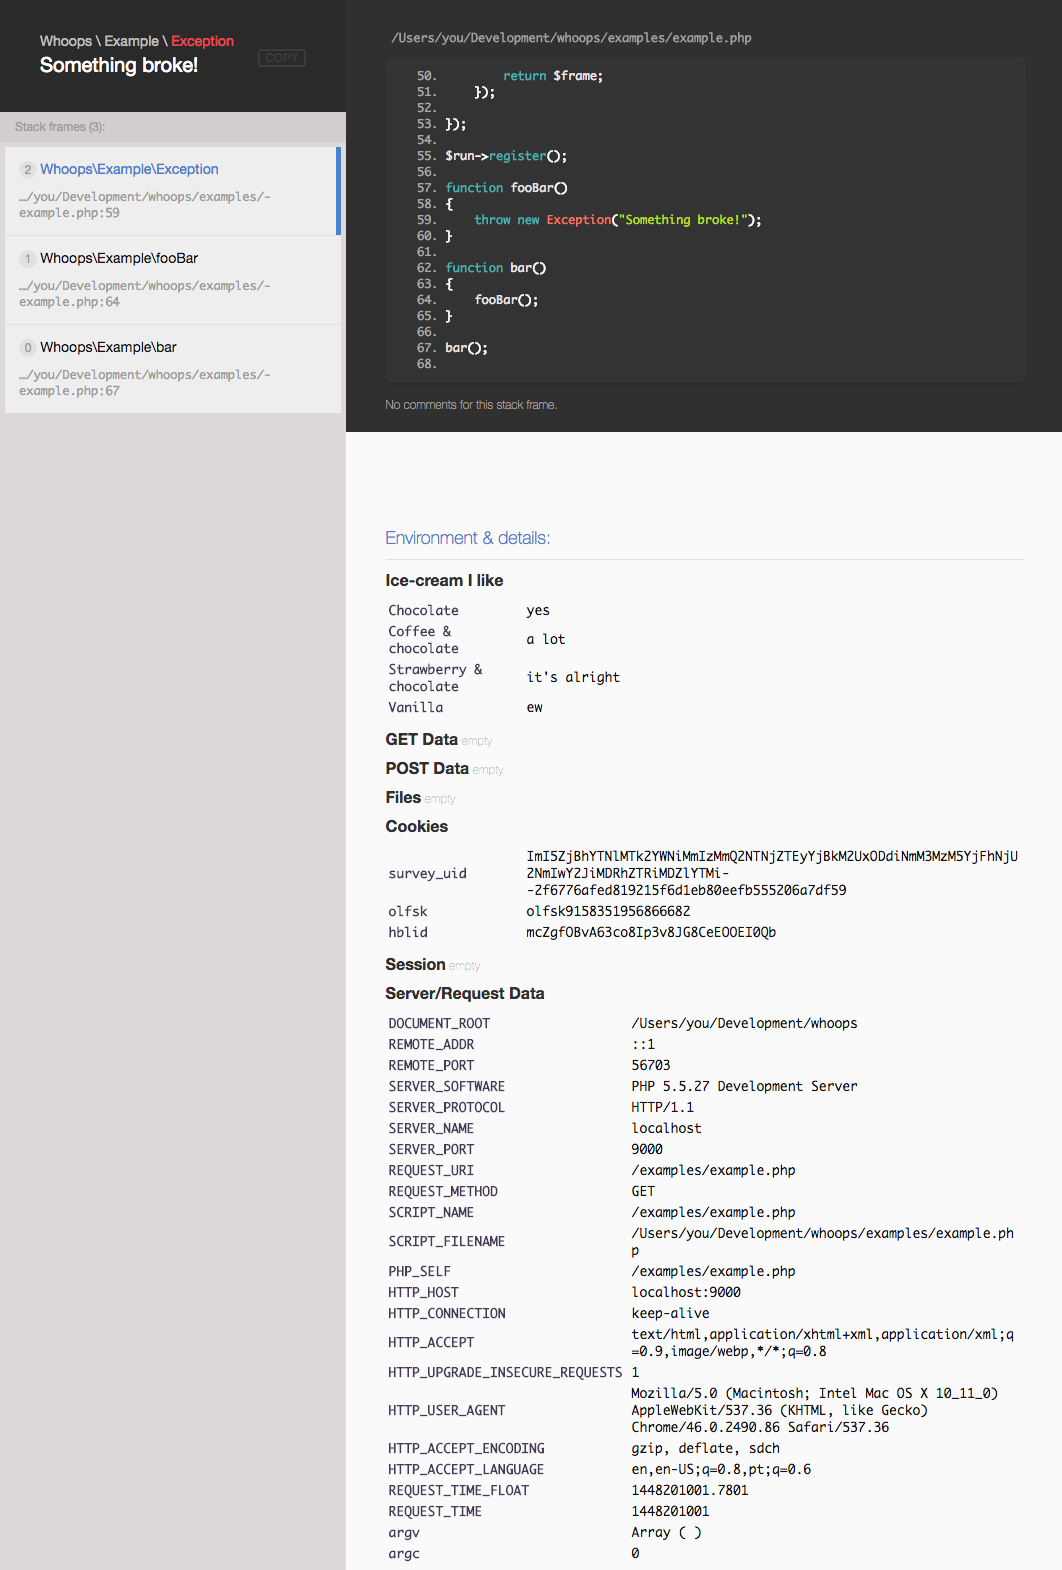 Whoops \ Example \ Exception
Something broke!
COPY
Stack frames (3):
2 Whoops\Example\Exception
…/you/Development/whoops/examples/-
example.php:59
1 Whoops\Example\fooBar
…/you/Development/whoops/examples/-
example.php:64
0 Whoops\Example\bar
…/you/Development/whoops/examples/-
example.php:67
/Users/you/Development/whoops/examples/example.php
50.         return $frame;
51.     });
52.
53. });
54.
55. $run->register();
56.
57. function fooBar()
58. {
59.     throw new Exception("Something broke!");
60. }
61.
62. function bar()
63. {
64.     fooBar();
65. }
66.
67. bar();
68.
No comments for this stack frame.
Environment & details:
Ice-cream I like
Chocolate yes
Coffee &
chocolate a lot
Strawberry &
chocolate it's alright
Vanilla ew
GET Data empty
POST Data empty
Files empty
Cookies
survey_uid ImI5ZjBhYTNlMTk2YWNiMmIzMmQ2NTNjZTEyYjBkM2UxODdiNmM3MzM5YjFhNjU
2NmIwY2JiMDRhZTRiMDZlYTMi-
-2f6776afed819215f6d1eb80eefb555206a7df59
olfsk olfsk9158351956866682
hblid mcZgfOBvA63co8Ip3v8JG8CeEOOEI0Qb
Session empty
Server/Request Data
DOCUMENT_ROOT /Users/you/Development/whoops
REMOTE_ADDR ::1
REMOTE_PORT 56703
SERVER_SOFTWARE PHP 5.5.27 Development Server
SERVER_PROTOCOL HTTP/1.1
SERVER_NAME localhost
SERVER_PORT 9000
REQUEST_URI /examples/example.php
REQUEST_METHOD GET
SCRIPT_NAME /examples/example.php
SCRIPT_FILENAME /Users/you/Development/whoops/examples/example.ph
p
PHP_SELF /examples/example.php
HTTP_HOST localhost:9000
HTTP_CONNECTION keep-alive
HTTP_ACCEPT text/html,application/xhtml+xml,application/xml;q
=0.9,image/webp,*/*;q=0.8
HTTP_UPGRADE_INSECURE_REQUESTS 1
HTTP_USER_AGENT Mozilla/5.0 (Macintosh; Intel Mac OS X 10_11_0)
AppleWebKit/537.36 (KHTML, like Gecko)
Chrome/46.0.2490.86 Safari/537.36
HTTP_ACCEPT_ENCODING gzip, deflate, sdch
HTTP_ACCEPT_LANGUAGE en,en-US;q=0.8,pt;q=0.6
REQUEST_TIME_FLOAT 1448201001.7801
REQUEST_TIME 1448201001
argv Array ( )
argc 0